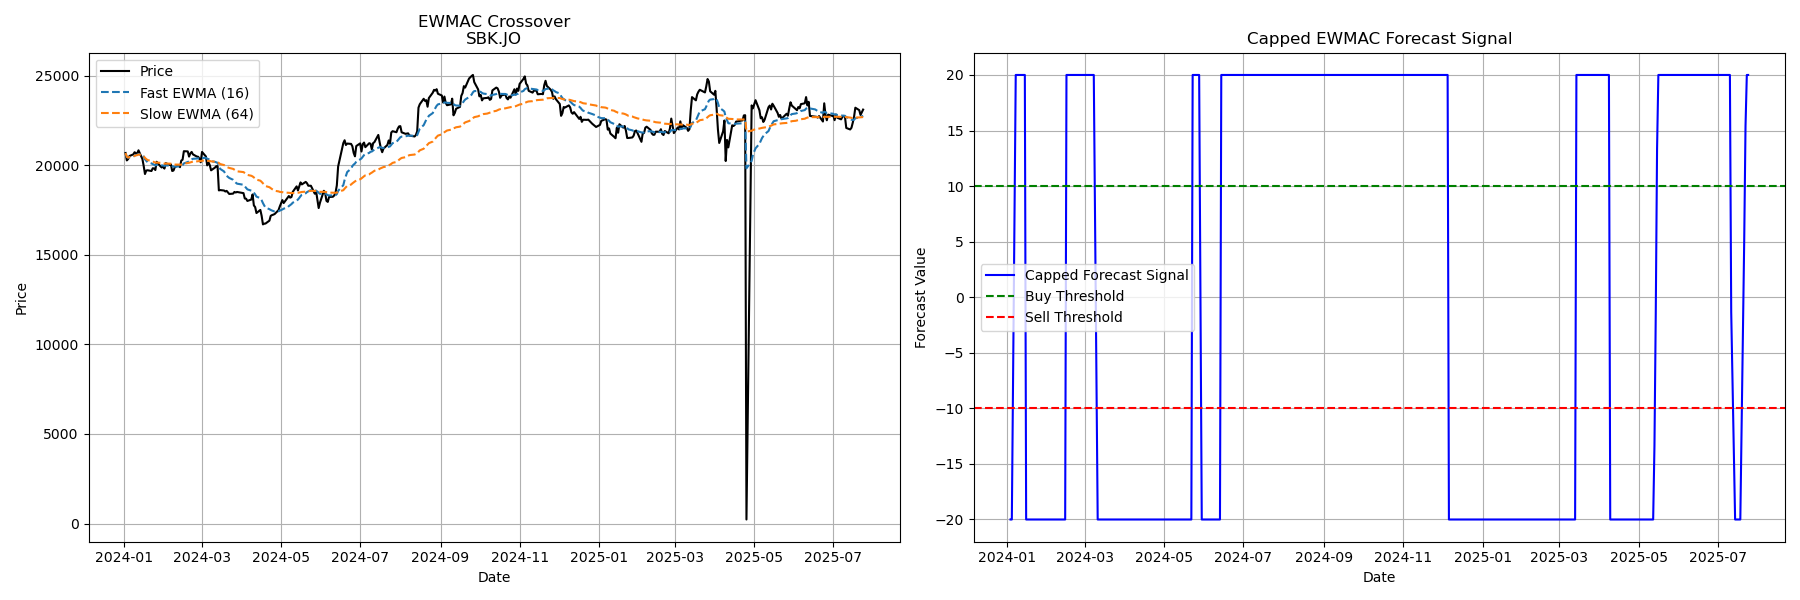 EWMAC Crossover
SBK.JO
Price
Fast EWMA (16)
Slow EWMA (64)
25000
20000
15000
10000
5000
0
Price
2024-01 2024-03 2024-05 2024-07 2024-09 2024-11 2025-01 2025-03 2025-05 2025-07
Date
Capped EWMAC Forecast Signal
20
15
10
5
0
−5
−10
−15
−20
Forecast Value
Capped Forecast Signal
Buy Threshold
Sell Threshold
2024-01 2024-03 2024-05 2024-07 2024-09 2024-11 2025-01 2025-03 2025-05 2025-07
Date